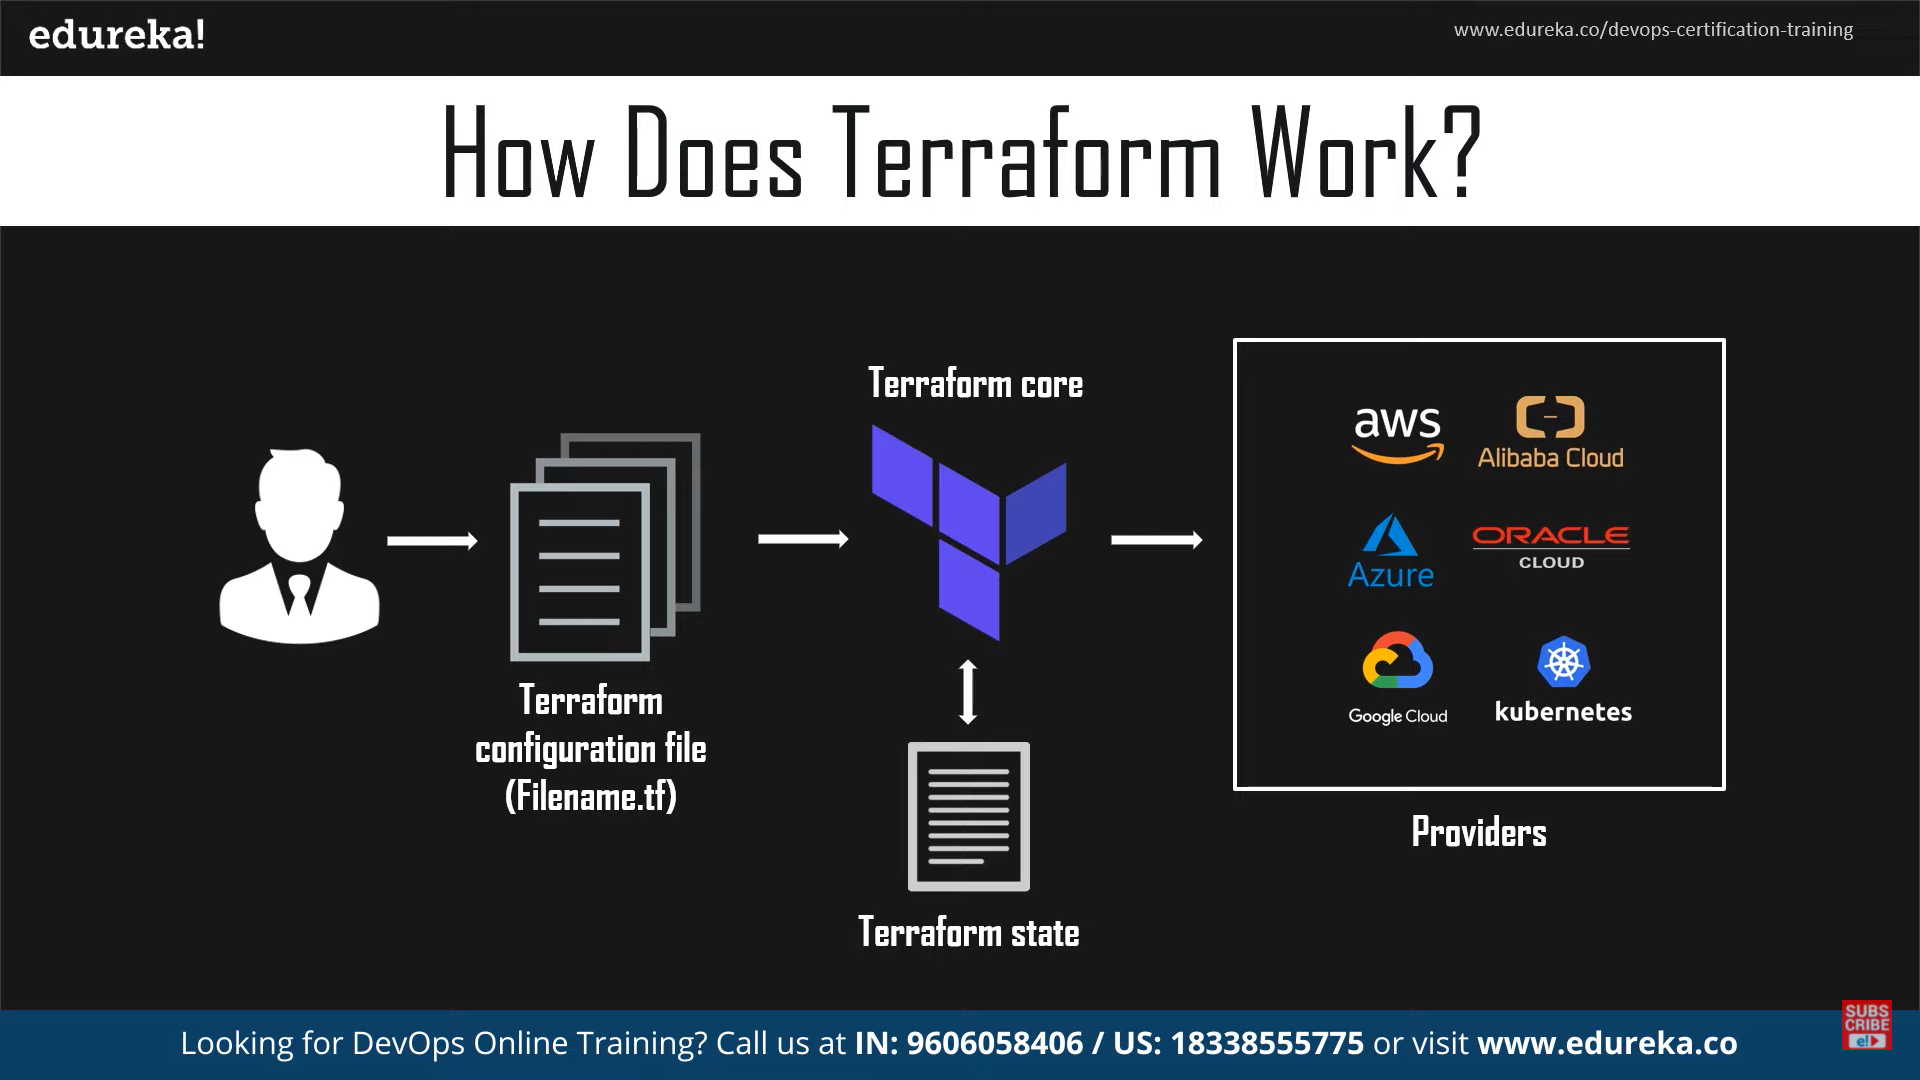 edureka!
www.edureka.co/devops-certification-training
How Does Terraform Work?
Terraform core
Terraform
configuration file
(Filename.tf)
Terraform state
aws
Alibaba Cloud
Azure
ORACLE
CLOUD
Google Cloud
kubernetes
Providers
Looking for DevOps Online Training? Call us at IN: 9606058406 / US: 18338555775 or visit www.edureka.co
SUBS
CRIBE
e!